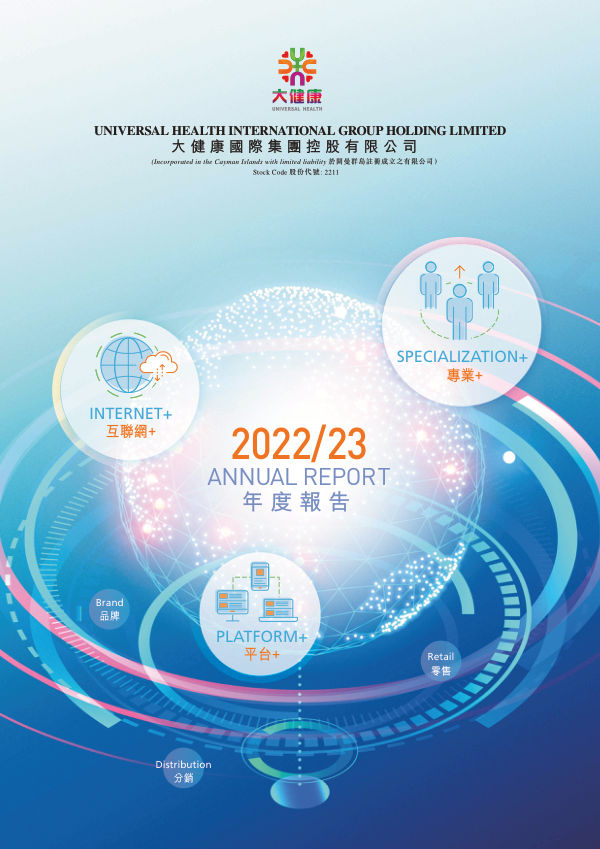 大健康
UNIVERSAL HEALTH
UNIVERSAL HEALTH INTERNATIONAL GROUP HOLDING LIMITED
大健康國際集團控股有限公司
(Incorporated in the Cayman Islands with limited liability 於開曼群島註冊成立之有限公司)
Stock Code 股份代號: 2211
SPECIALIZATION+
專業+
INTERNET+
互聯網+
2022/23
ANNUAL REPORT
年度報告
PLATFORM+
平台+
Brand
品牌
Retail
零售
Distribution
分銷